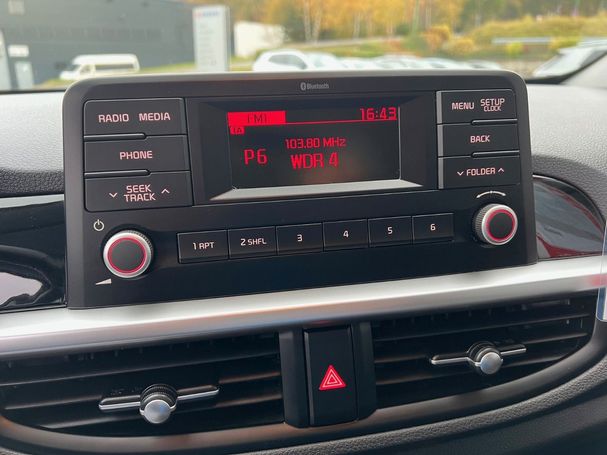 Bluetooth
RADIO MEDIA
PHONE
SEEK
TRACK
FM1 16:43
TA
103.80 MHz
P6 WDR 4
MENU SETUP
CLOCK
BACK
FOLDER
1 RPT 2 SHFL 3 4 5 6